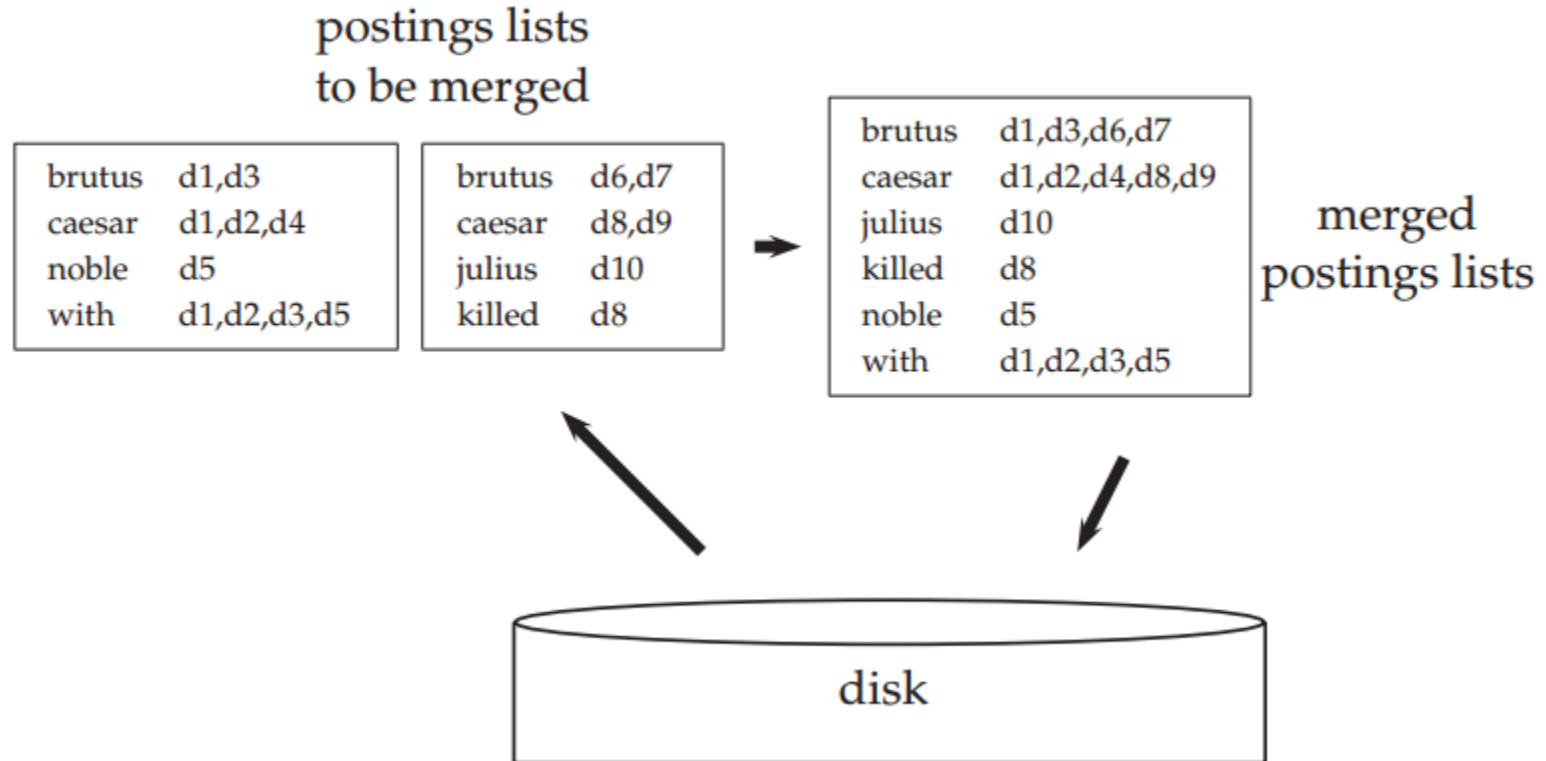 postings lists
to be merged
brutus d1,d3
caesar d1,d2,d4
noble d5
with d1,d2,d3,d5
brutus d6,d7
caesar d8,d9
julius d10
killed d8
brutus d1,d3,d6,d7
caesar d1,d2,d4,d8,d9
julius d10
killed d8
noble d5
with d1,d2,d3,d5
merged
postings lists
disk